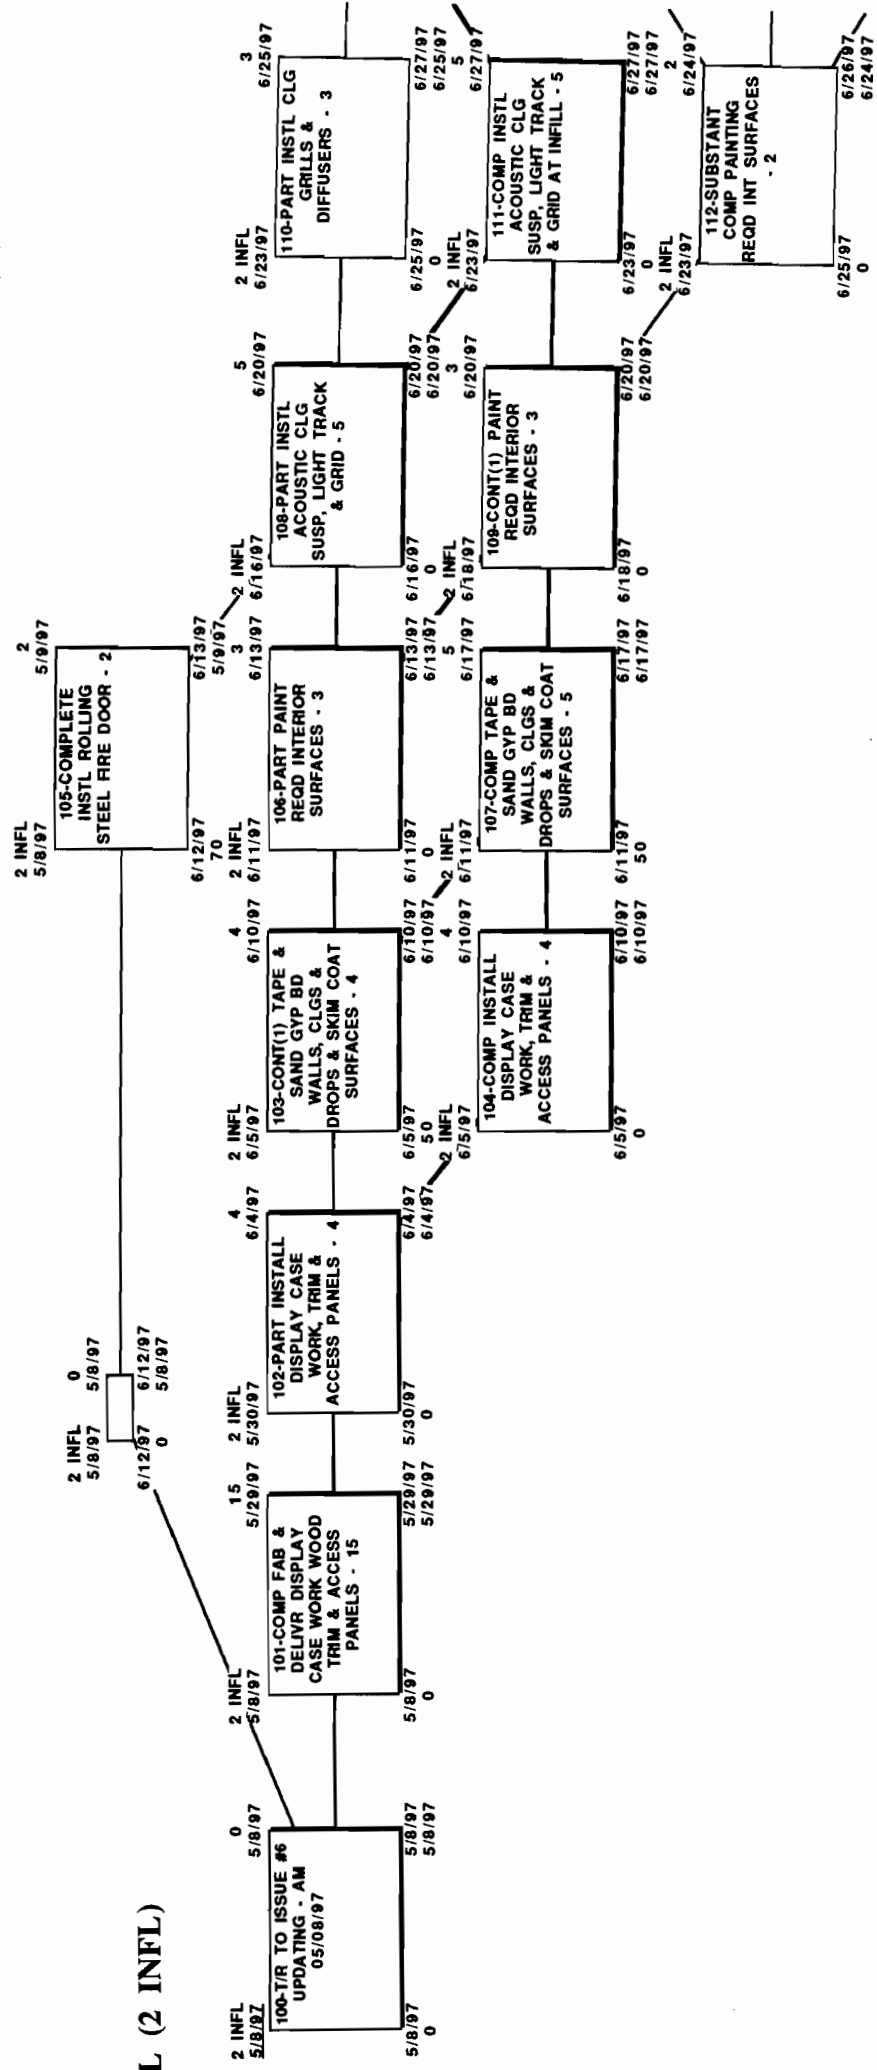 L (2 INFL)
2 INFL
5/8/97
0
5/8/97
100-T/R TO ISSUE #6
UPDATING - AM
05/08/97
5/8/97
0
5/8/97
5/8/97
2 INFL
5/8/97
0
5/8/97
6/12/97
0
6/12/97
5/8/97
2 INFL
5/8/97
15
5/29/97
101-COMP FAB &
DELIVR DISPLAY
CASE WORK WOOD
TRIM & ACCESS
PANELS - 15
5/8/97
0
5/29/97
5/29/97
2 INFL
5/30/97
4
6/4/97
102-PART INSTALL
DISPLAY CASE
WORK, TRIM &
ACCESS PANELS - 4
5/30/97
0
6/4/97
6/4/97
2 INFL
6/5/97
4
6/10/97
103-CONT(1) TAPE &
SAND GYP BD
WALLS, CLGS &
DROPS & SKIM COAT
SURFACES - 4
6/5/97
50
6/10/97
6/10/97
2 INFL
6/5/97
4
6/10/97
104-COMP INSTALL
DISPLAY CASE
WORK, TRIM &
ACCESS PANELS - 4
6/5/97
0
6/10/97
6/10/97
2 INFL
5/8/97
2
5/9/97
105-COMPLETE
INSTL ROLLING
STEEL FIRE DOOR - 2
6/12/97
70
6/13/97
5/9/97
2 INFL
6/11/97
3
6/13/97
106-PART PAINT
REQD INTERIOR
SURFACES - 3
6/11/97
0
6/13/97
6/13/97
2 INFL
6/11/97
5
6/17/97
107-COMP TAPE &
SAND GYP BD
WALLS, CLGS &
DROPS & SKIM COAT
SURFACES - 5
6/11/97
50
6/17/97
6/17/97
2 INFL
6/16/97
5
6/20/97
108-PART INSTL
ACOUSTIC CLG
SUSP, LIGHT TRACK
& GRID - 5
6/16/97
0
6/20/97
6/20/97
2 INFL
6/18/97
3
6/20/97
109-CONT(1) PAINT
REQD INTERIOR
SURFACES - 3
6/18/97
0
6/20/97
6/20/97
2 INFL
6/23/97
3
6/25/97
110-PART INSTL CLG
GRILLS &
DIFFUSERS - 3
6/25/97
0
6/27/97
6/25/97
2 INFL
6/23/97
5
6/27/97
111-COMP INSTL
ACOUSTIC CLG
SUSP, LIGHT TRACK
& GRID AT INFILL - 5
6/23/97
0
6/27/97
6/27/97
2 INFL
6/23/97
2
6/24/97
112-SUBSTANT
COMP PAINTING
REQD INT SURFACES
- 2
6/25/97
0
6/26/97
6/24/97